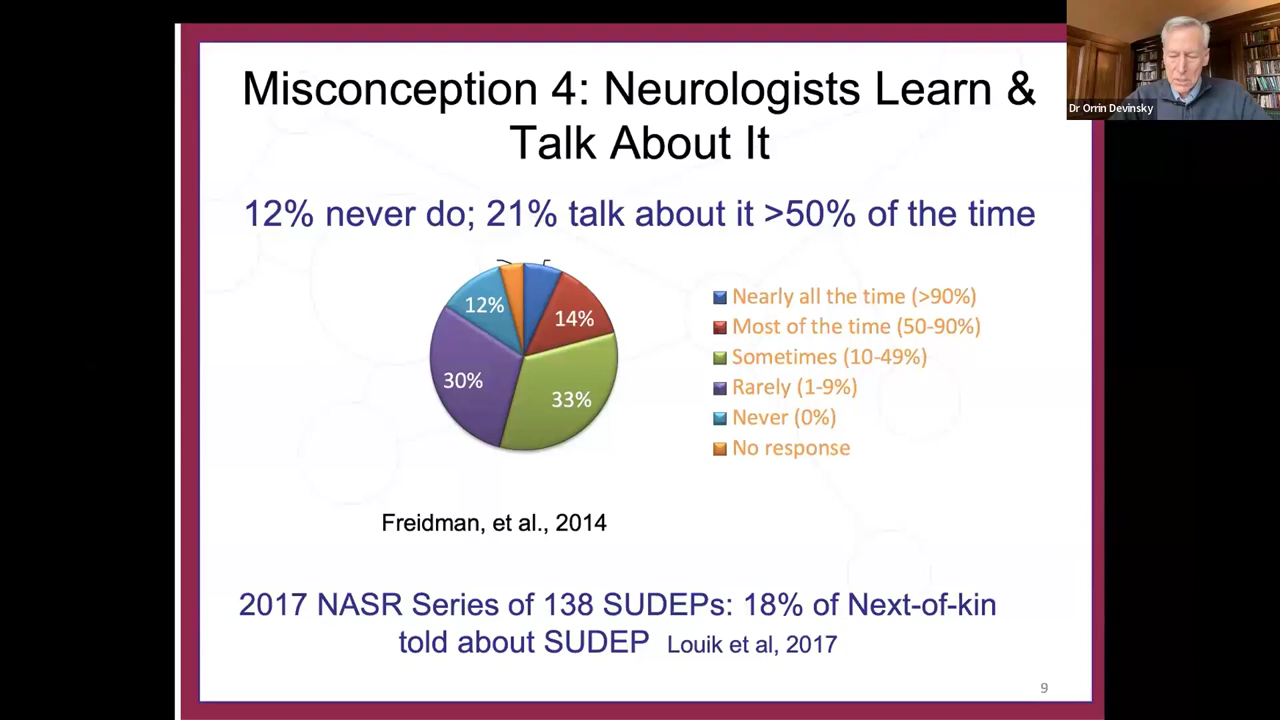 Misconception 4: Neurologists Learn &
Talk About It
Dr Orrin Devinsky
12% never do; 21% talk about it >50% of the time
12%
14%
30%
33%
Nearly all the time (>90%)
Most of the time (50-90%)
Sometimes (10-49%)
Rarely (1-9%)
Never (0%)
No response
Freidman, et al., 2014
2017 NASR Series of 138 SUDEPs: 18% of Next-of-kin
told about SUDEP Louik et al, 2017
9